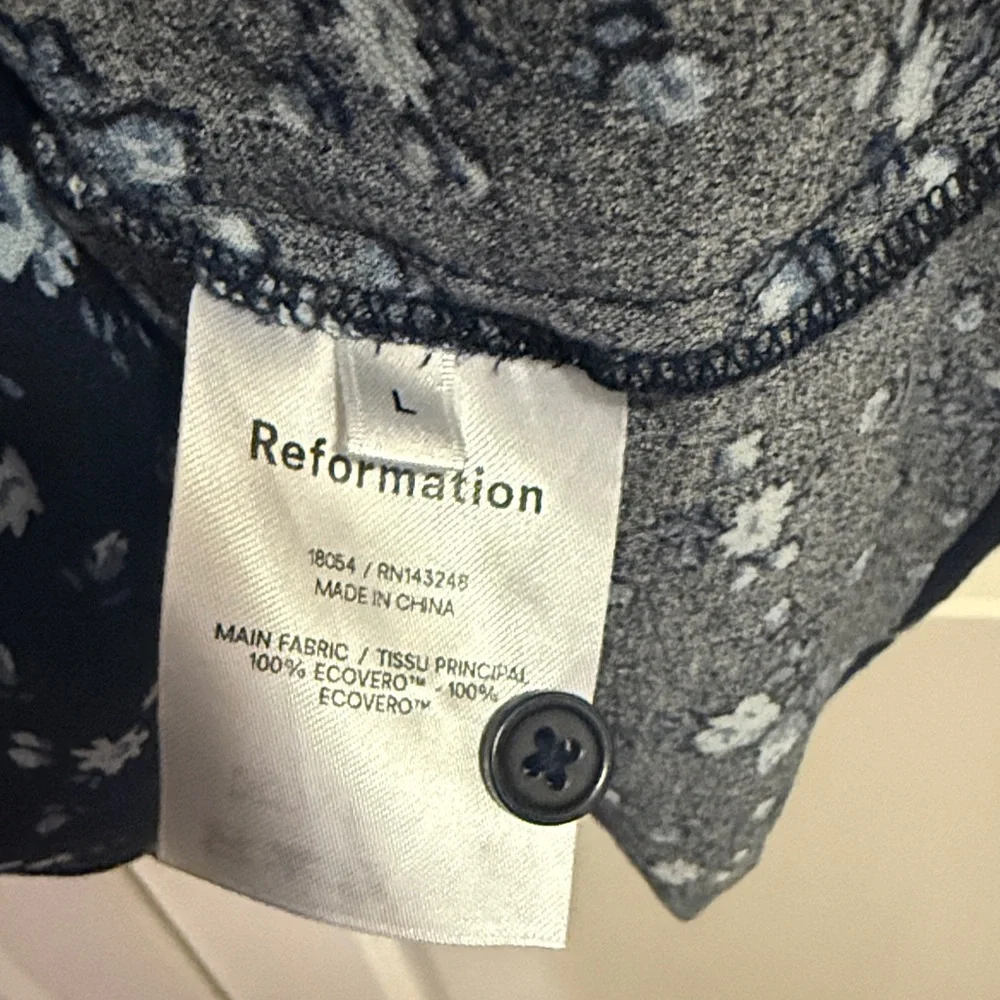 L
Reformation
18054 / RN143248
MADE IN CHINA
MAIN FABRIC / TISSU PRINCIPAL
100% ECOVERO™ - 100%
ECOVERO™